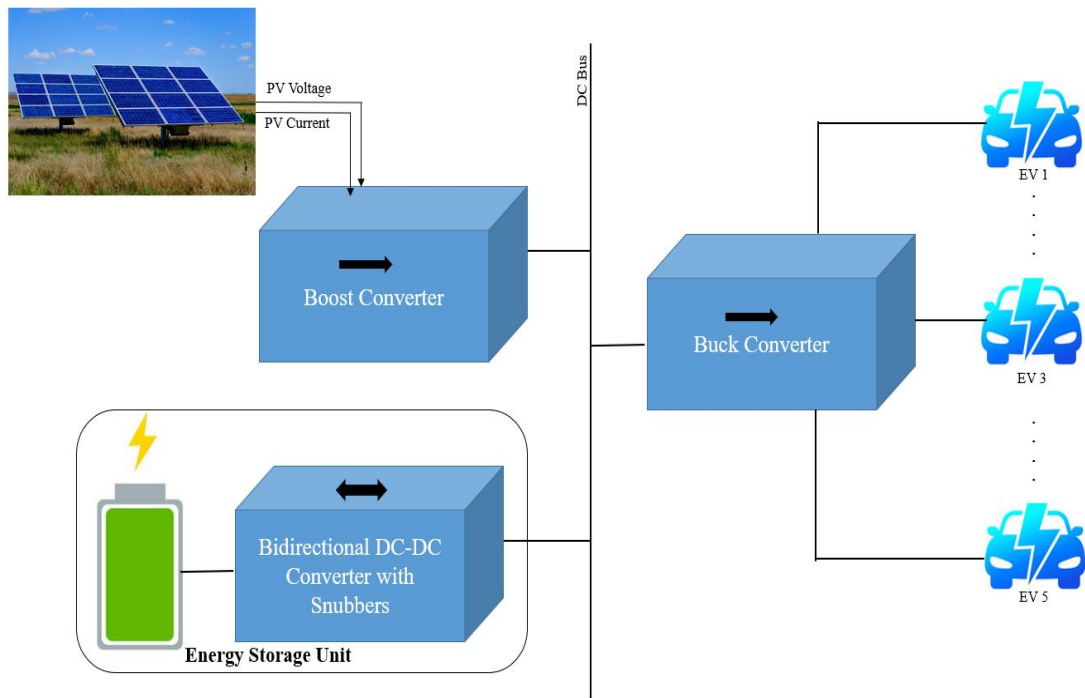 PV Voltage
PV Current
DC Bus
Boost Converter
Buck Converter
EV 1
EV 3
EV 5
Bidirectional DC-DC
Converter with
Snubbers
Energy Storage Unit